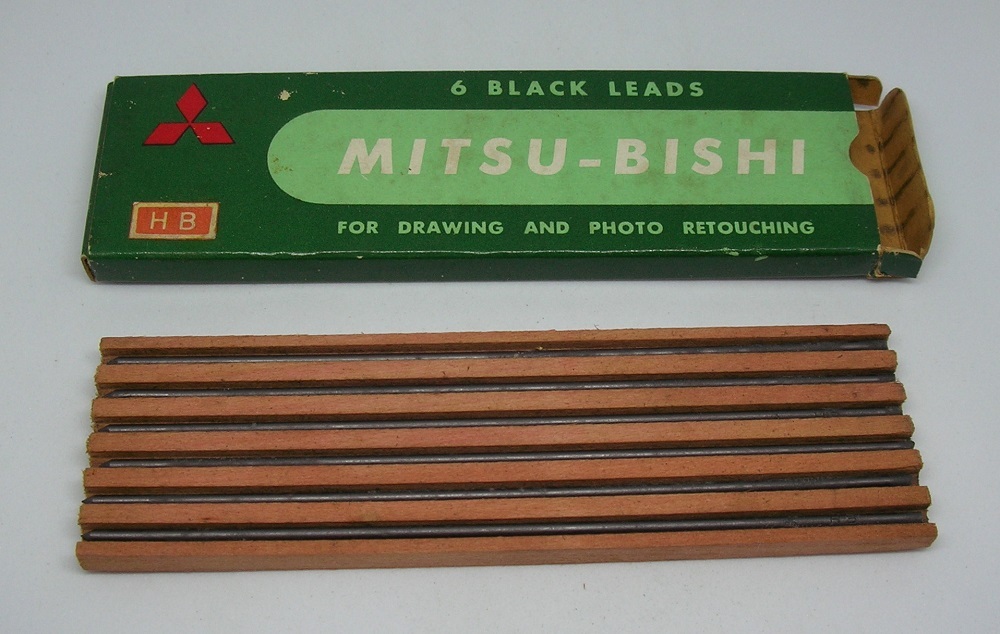 6 BLACK LEADS
MITSU-BISHI
HB
FOR DRAWING AND PHOTO RETOUCHING